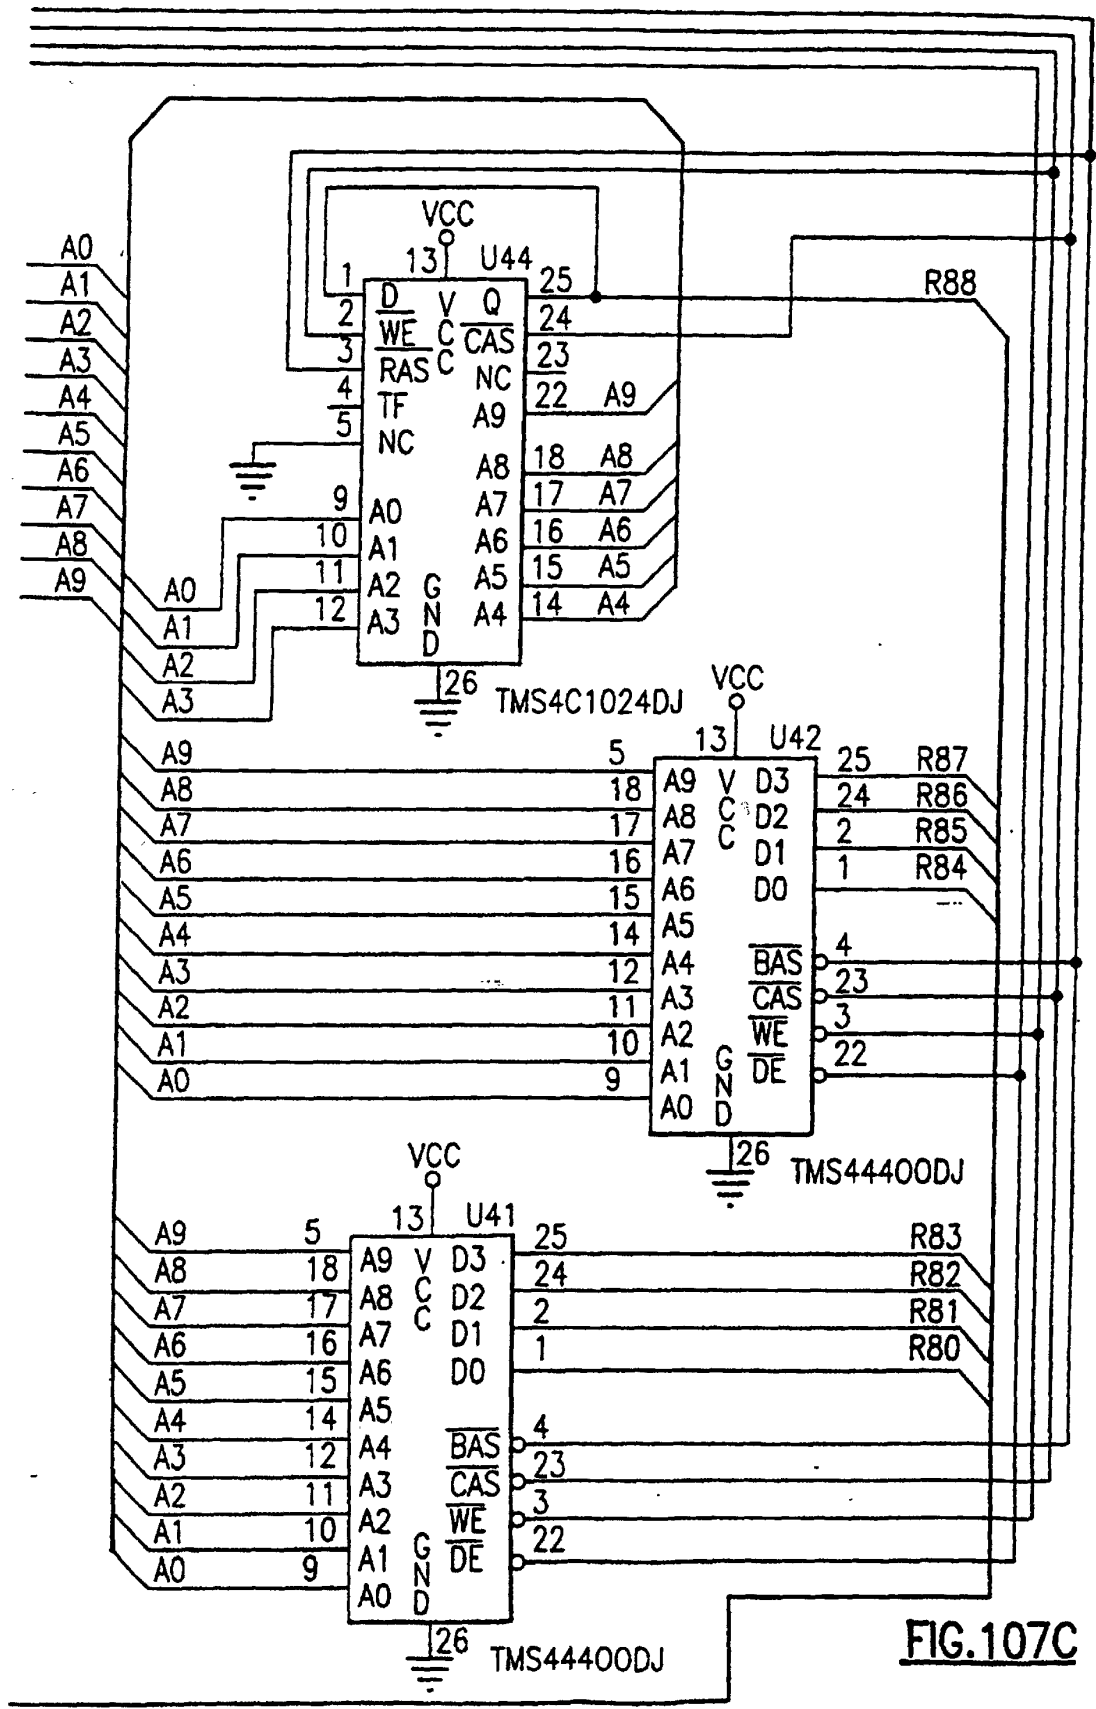 A0
A1
A2
A3
A4
A5
A6
A7
A8
A9
VCC
13 U44
1 D VCC Q 25 R88
2 WE CAS 24
3 RAS NC 23
4 TF A9 22 A9
5 NC
A8 18 A8
9 A0 A7 17 A7
10 A1 A6 16 A6
11 A2 GND A5 15 A5
12 A3 A4 14 A4
A0
A1
A2
A3
26 TMS4C1024DJ
VCC
13 U42
A9 5 A9 VCC D3 25 R87
A8 18 A8 D2 24 R86
A7 17 A7 D1 2 R85
A6 16 A6 D0 1 R84
A5 15 A5
A4 14 A4 BAS 4
A3 12 A3 CAS 23
A2 11 A2 WE 3
A1 10 A1 GND DE 22
A0 9 A0
26 TMS44400DJ
VCC
13 U41
A9 5 A9 VCC D3 25 R83
A8 18 A8 D2 24 R82
A7 17 A7 D1 2 R81
A6 16 A6 D0 1 R80
A5 15 A5
A4 14 A4 BAS 4
A3 12 A3 CAS 23
A2 11 A2 WE 3
A1 10 A1 GND DE 22
A0 9 A0
26 TMS44400DJ
FIG.107C